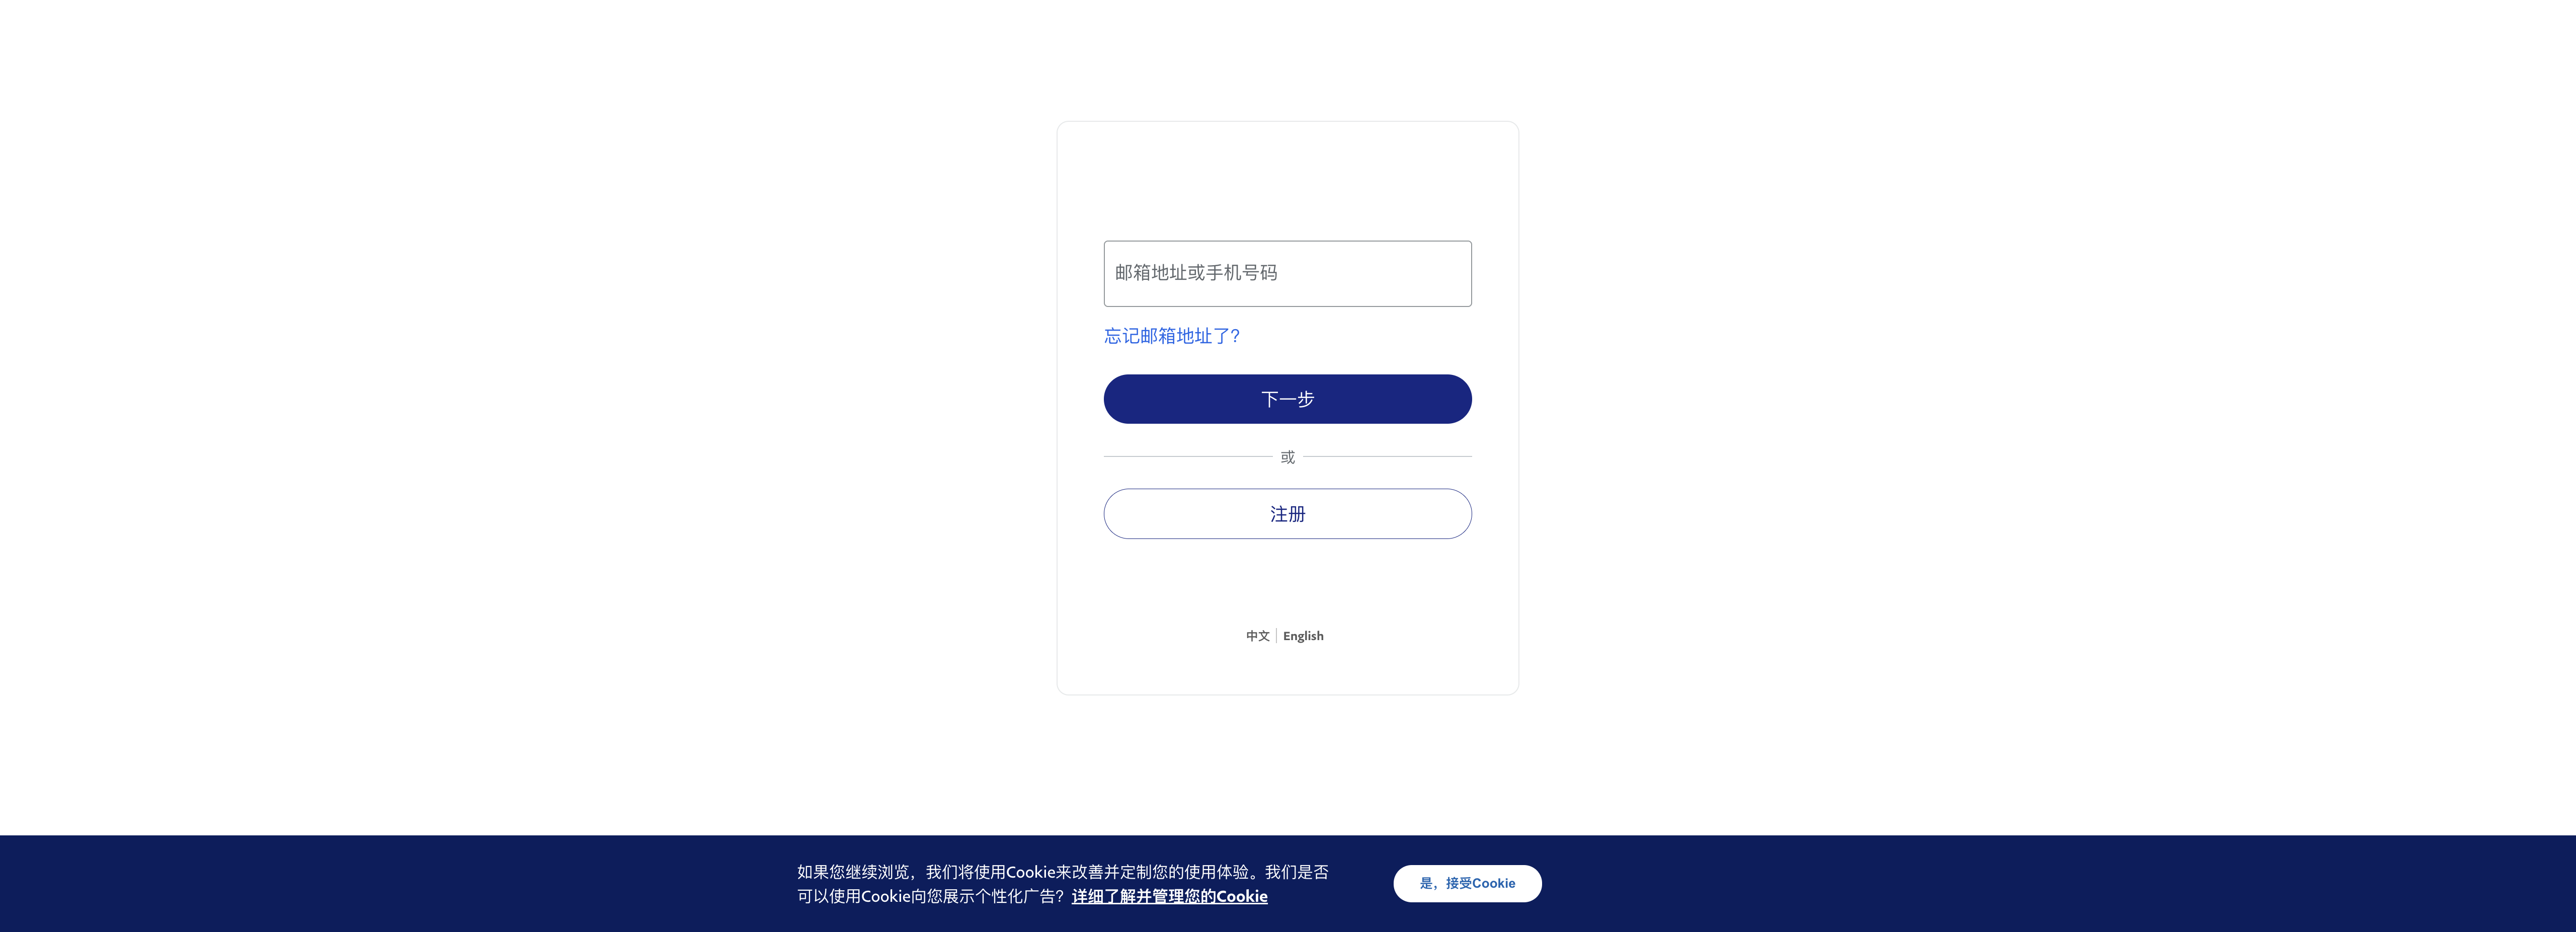 邮箱地址或手机号码
忘记邮箱地址了?
下一步
或
注册
中文 | English
如果您继续浏览，我们将使用Cookie来改善并定制您的使用体验。我们是否
可以使用Cookie向您展示个性化广告？详细了解并管理您的Cookie
是，接受Cookie